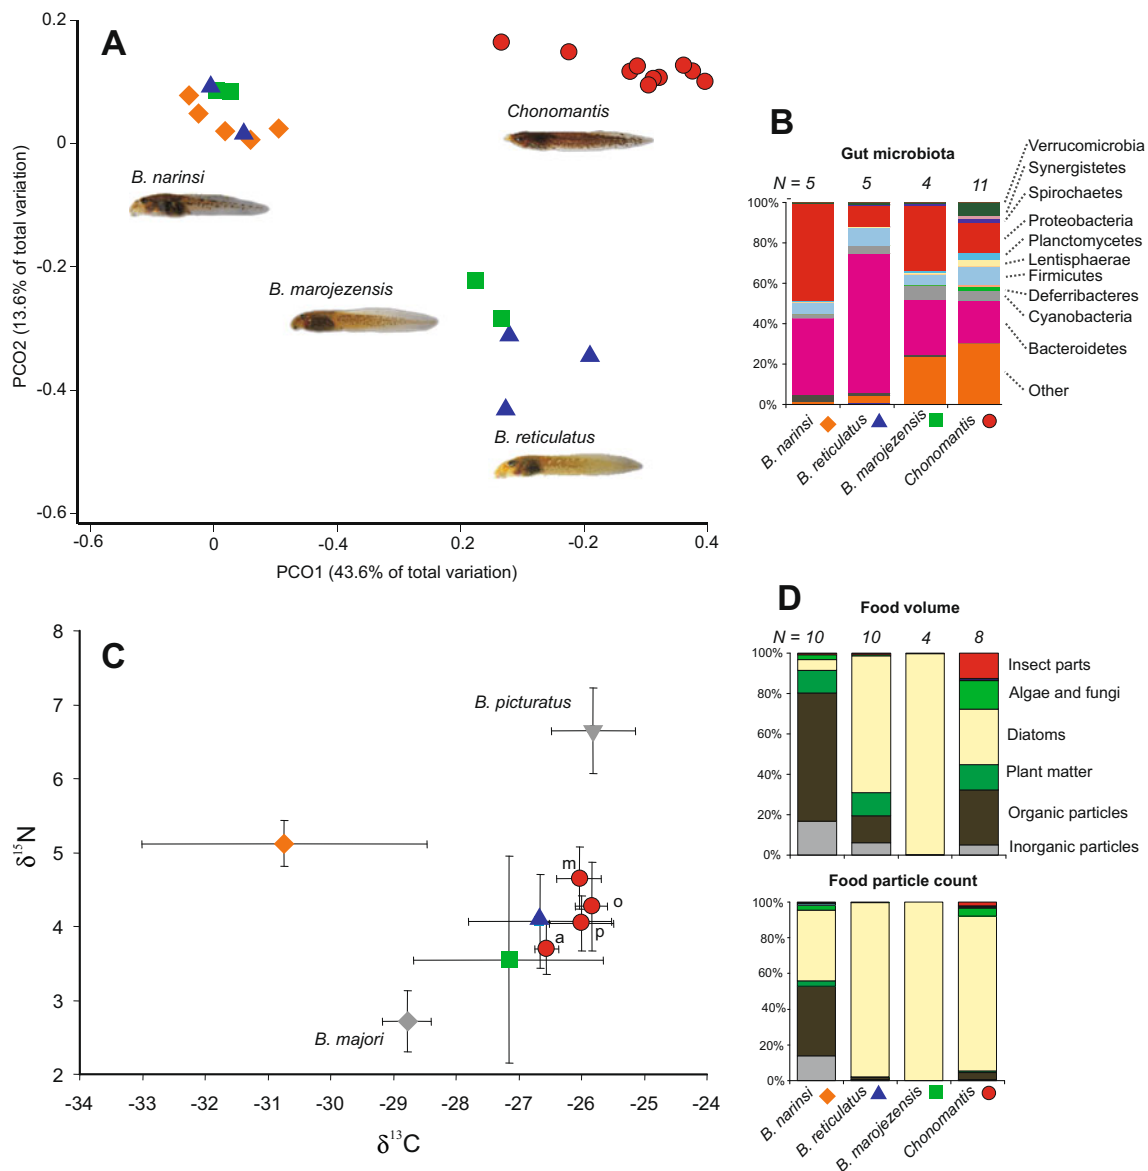 A
0.2
0
-0.2
-0.4
-0.6
PCO2 (13.6% of total variation)
Chonomantis
B. narinsi
B. marojezensis
B. reticulatus
-0.6
0
-0.4
0.2
-0.2
0.4
PCO1 (43.6% of total variation)
B
Gut microbiota
N = 5 5 4 11
100%
80%
60%
40%
20%
0%
Verrucomicrobia
Synergistetes
Spirochaetes
Proteobacteria
Planctomycetes
Lentisphaerae
Firmicutes
Deferribacteres
Cyanobacteria
Bacteroidetes
Other
B. narinsi
B. reticulatus
B. marojezensis
Chonomantis
C
8
7
6
5
4
3
2
δ15N
B. picturatus
m
o
p
a
B. majori
-34 -33 -32 -31 -30 -29 -28 -27 -26 -25 -24
δ13C
D
Food volume
N = 10 10 4 8
100%
80%
60%
40%
20%
0%
Insect parts
Algae and fungi
Diatoms
Plant matter
Organic particles
Inorganic particles
Food particle count
100%
80%
60%
40%
20%
0%
B. narinsi
B. reticulatus
B. marojezensis
Chonomantis